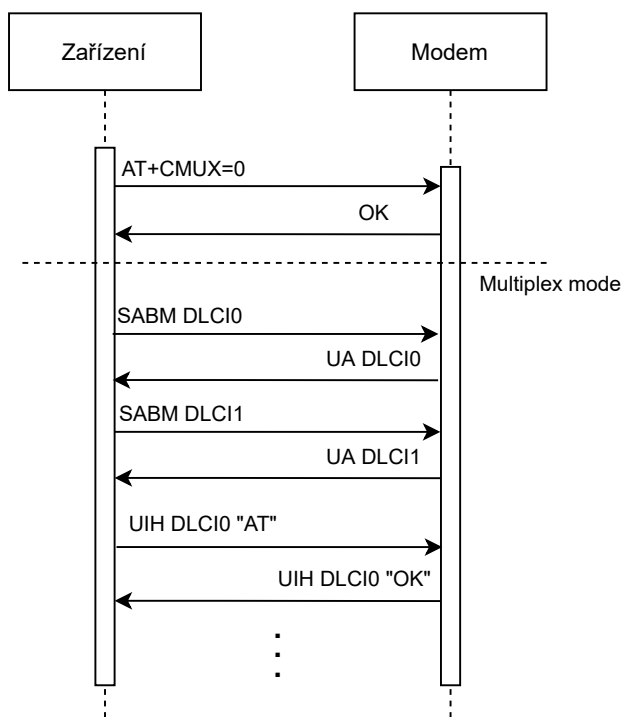 Zařízení
Modem
AT+CMUX=0
OK
Multiplex mode
SABM DLCI0
UA DLCI0
SABM DLCI1
UA DLCI1
UIH DLCI0 "AT"
UIH DLCI0 "OK"